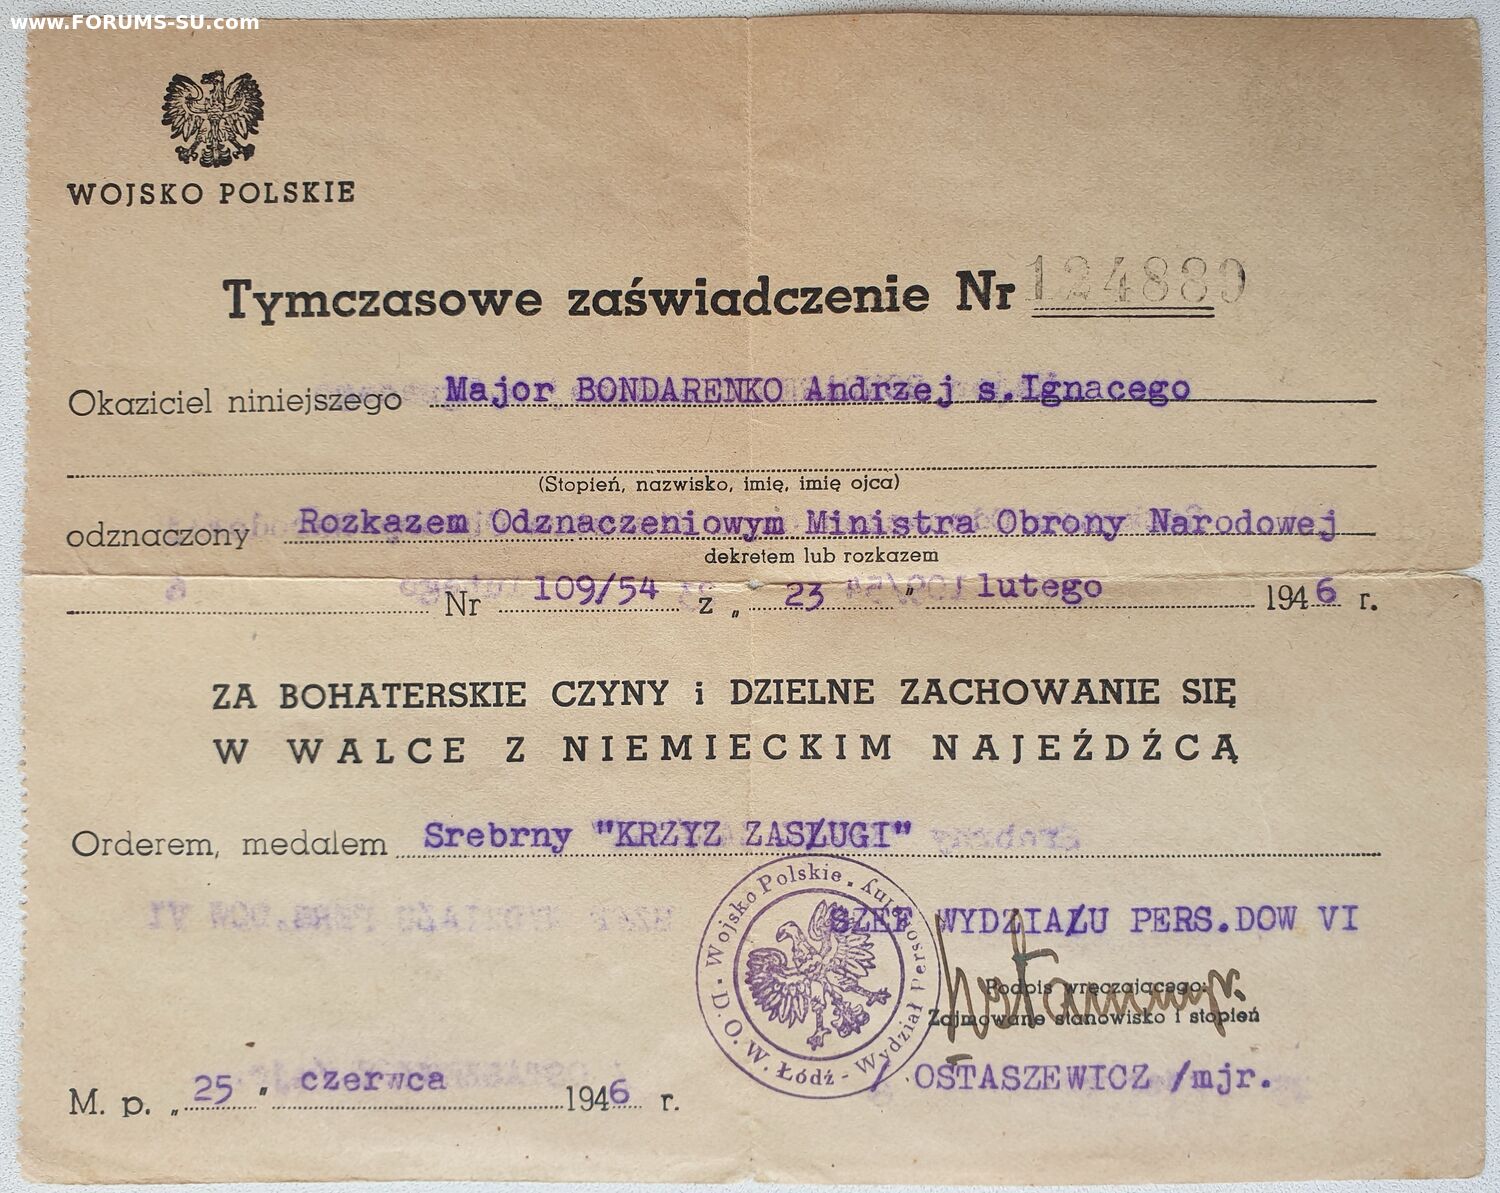 www.FORUMS-SU.com
WOJSKO POLSKIE
Tymczasowe zaświadczenie Nr 124889
Okaziciel niniejszego Major BONDARENKO Andrzej s.Ignacego
(Stopień, nazwisko, imię, imię ojca)
odznaczony Rozkązem Odznaczeniowym Ministra Obrony Narodowej
dekretem lub rozkazem
Nr 109/54 z „ 23 " lutego 1946 r.
ZA BOHATERSKIE CZYNY i DZIELNE ZACHOWANIE SIĘ
W WALCE Z NIEMIECKIM NAJEŹDŹCĄ
Orderem, medalem Srebrny "KRZYZ ZASŁUGI"
Wojsko Polskie. D.O.W. Łódź - Wydział Personalny
SZEF WYDZIAŁU PERS.DOW VI
Podpis wręczającego:
Zajmowane stanowisko i stopień
/ OSTASZEWICZ /mjr.
M. p. „ 25 " czerwca 1946 r.